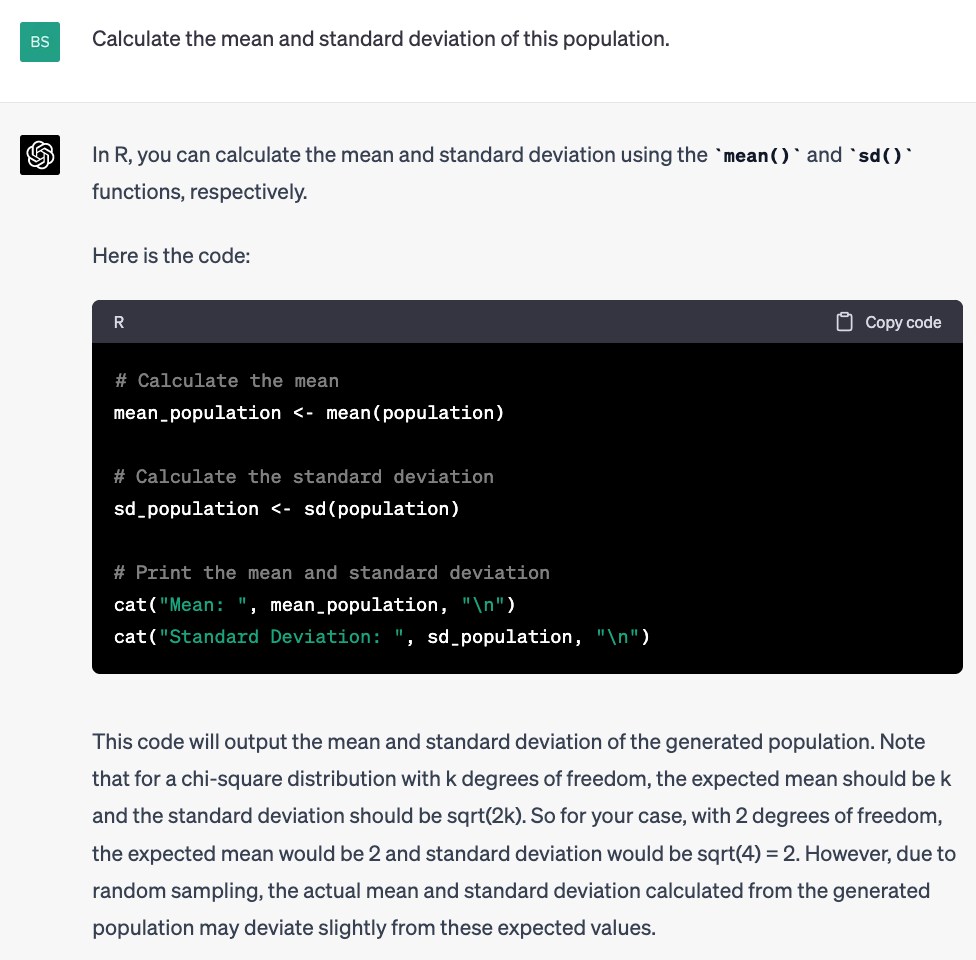 BS
Calculate the mean and standard deviation of this population.
In R, you can calculate the mean and standard deviation using the `mean()` and `sd()`
functions, respectively.
Here is the code:
R
Copy code
# Calculate the mean
mean_population <- mean(population)
# Calculate the standard deviation
sd_population <- sd(population)
# Print the mean and standard deviation
cat("Mean: ", mean_population, "\n")
cat("Standard Deviation: ", sd_population, "\n")
This code will output the mean and standard deviation of the generated population. Note
that for a chi-square distribution with k degrees of freedom, the expected mean should be k
and the standard deviation should be sqrt(2k). So for your case, with 2 degrees of freedom,
the expected mean would be 2 and standard deviation would be sqrt(4) = 2. However, due to
random sampling, the actual mean and standard deviation calculated from the generated
population may deviate slightly from these expected values.